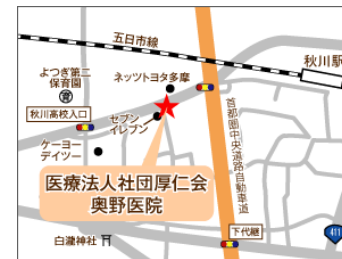 五日市線
秋川駅
よつぎ第二
保育園
ネッツトヨタ多摩
秋川高校入口
セブン
イレブン
ケーヨー
デイツー
首都圏中央道路自動車道
医療法人社団厚仁会
奥野医院
下代継
白瀧神社
411